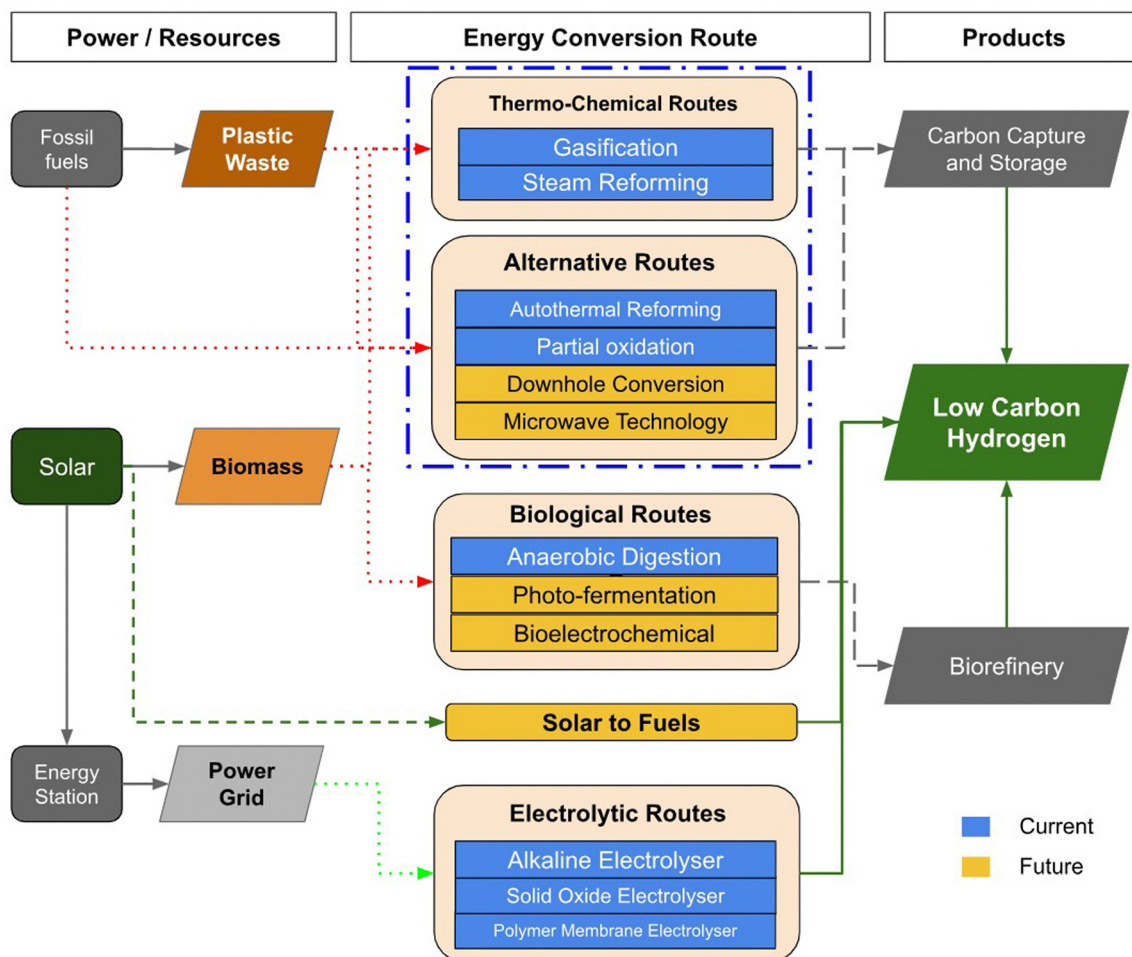 Power / Resources
Energy Conversion Route
Products
Fossil
fuels
Plastic
Waste
Thermo-Chemical Routes
Gasification
Steam Reforming
Carbon Capture
and Storage
Alternative Routes
Autothermal Reforming
Partial oxidation
Downhole Conversion
Microwave Technology
Low Carbon
Hydrogen
Solar
Biomass
Biological Routes
Anaerobic Digestion
Photo-fermentation
Bioelectrochemical
Biorefinery
Solar to Fuels
Energy
Station
Power
Grid
Electrolytic Routes
Alkaline Electrolyser
Solid Oxide Electrolyser
Polymer Membrane Electrolyser
Current
Future